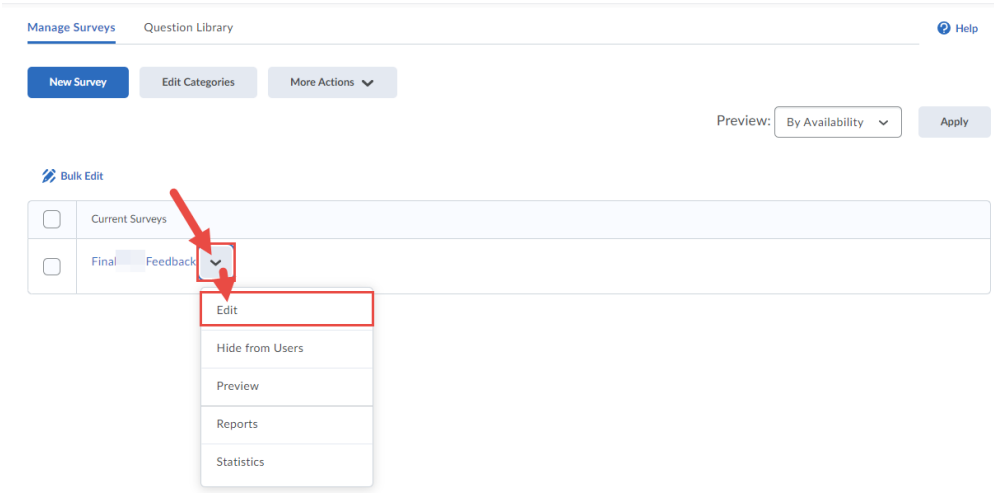 Manage Surveys Question Library Help
New Survey Edit Categories More Actions
Preview: By Availability Apply
Bulk Edit
Current Surveys
Final Feedback
Edit
Hide from Users
Preview
Reports
Statistics